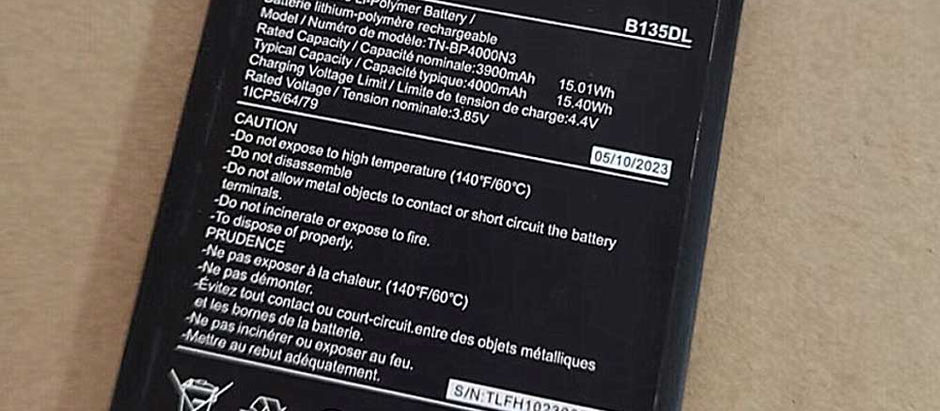 Li-Polymer Battery /
Batterie lithium-polymère rechargeable
B135DL
Model / Numéro de modèle:TN-BP4000N3
Rated Capacity / Capacité nominale:3900mAh 15.01Wh
Typical Capacity / Capacité typique:4000mAh 15.40Wh
Charging Voltage Limit / Limite de tension de charge:4.4V
Rated Voltage / Tension nominale:3.85V
1ICP5/64/79
05/10/2023
CAUTION
-Do not expose to high temperature (140°F/60°C)
-Do not disassemble
-Do not allow metal objects to contact or short circuit the battery
terminals.
-Do not incinerate or expose to fire.
-To dispose of properly.
PRUDENCE
-Ne pas exposer à la chaleur. (140°F/60°C)
-Ne pas démonter.
-Évitez tout contact ou court-circuit.entre des objets métalliques
et les bornes de la batterie.
-Ne pas incinérer ou exposer au feu.
-Mettre au rebut adéquatement.
S/N:TLFH10230